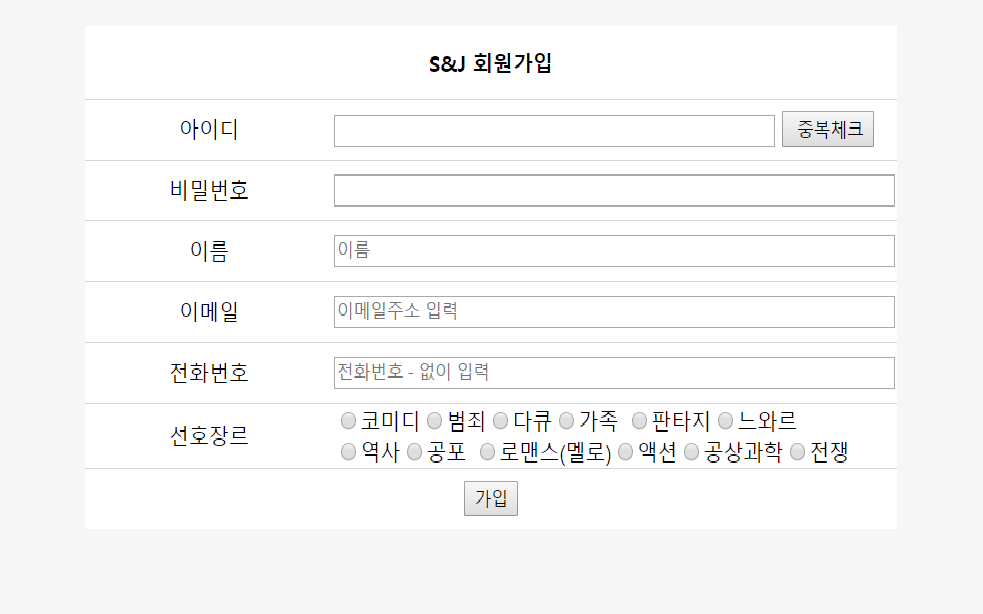 S&J 회원가입
아이디 중복체크
비밀번호
이름 이름
이메일 이메일주소 입력
전화번호 전화번호 - 없이 입력
선호장르 코미디 범죄 다큐 가족 판타지 느와르
역사 공포 로맨스(멜로) 액션 공상과학 전쟁
가입